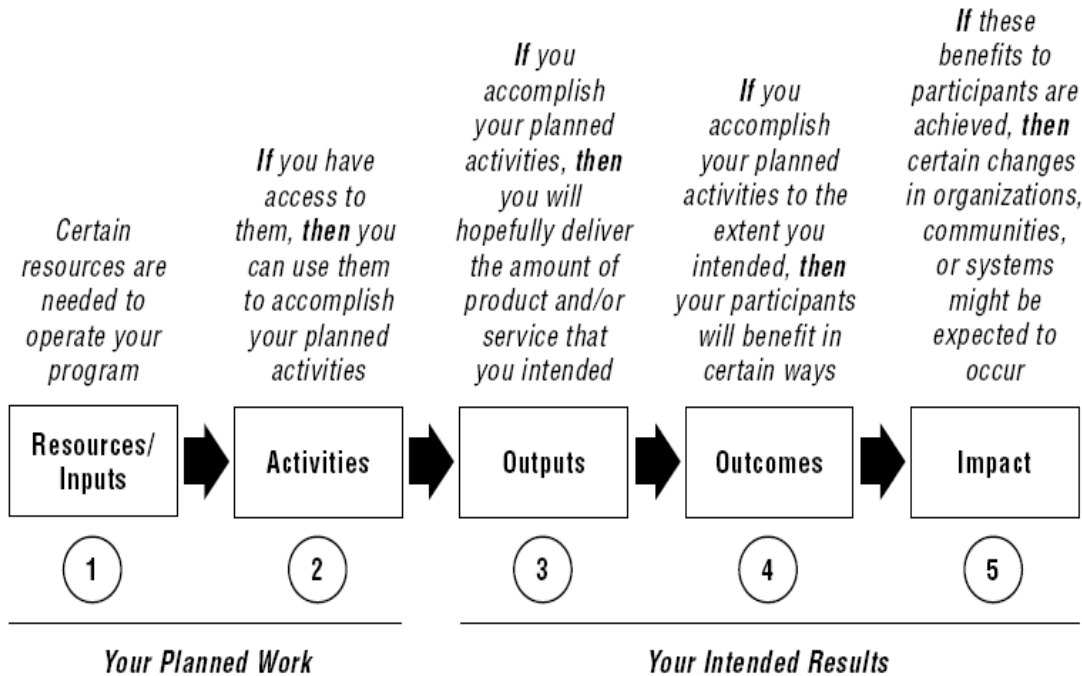 Certain
resources are
needed to
operate your
program
If you have
access to
them, then you
can use them
to accomplish
your planned
activities
If you
accomplish
your planned
activities, then
you will
hopefully deliver
the amount of
product and/or
service that
you intended
If you
accomplish
your planned
activities to the
extent you
intended, then
your participants
will benefit in
certain ways
If these
benefits to
participants are
achieved, then
certain changes
in organizations,
communities,
or systems
might be
expected to
occur
Resources/
Inputs
Activities
Outputs
Outcomes
Impact
1
2
3
4
5
Your Planned Work
Your Intended Results